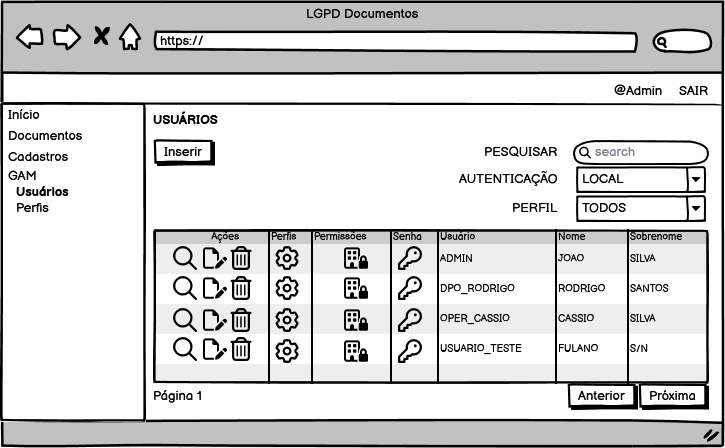 LGPD Documentos
https://
@Admin SAIR
Início
Documentos
Cadastros
GAM
Usuários
Perfis
USUÁRIOS
Inserir
PESQUISAR search
AUTENTICAÇÃO LOCAL
PERFIL TODOS
Ações Perfis Permissões Senha Usuário Nome Sobrenome
ADMIN JOAO SILVA
DPO_RODRIGO RODRIGO SANTOS
OPER_CASSIO CASSIO SILVA
USUARIO_TESTE FULANO S/N
Página 1 Anterior Próxima